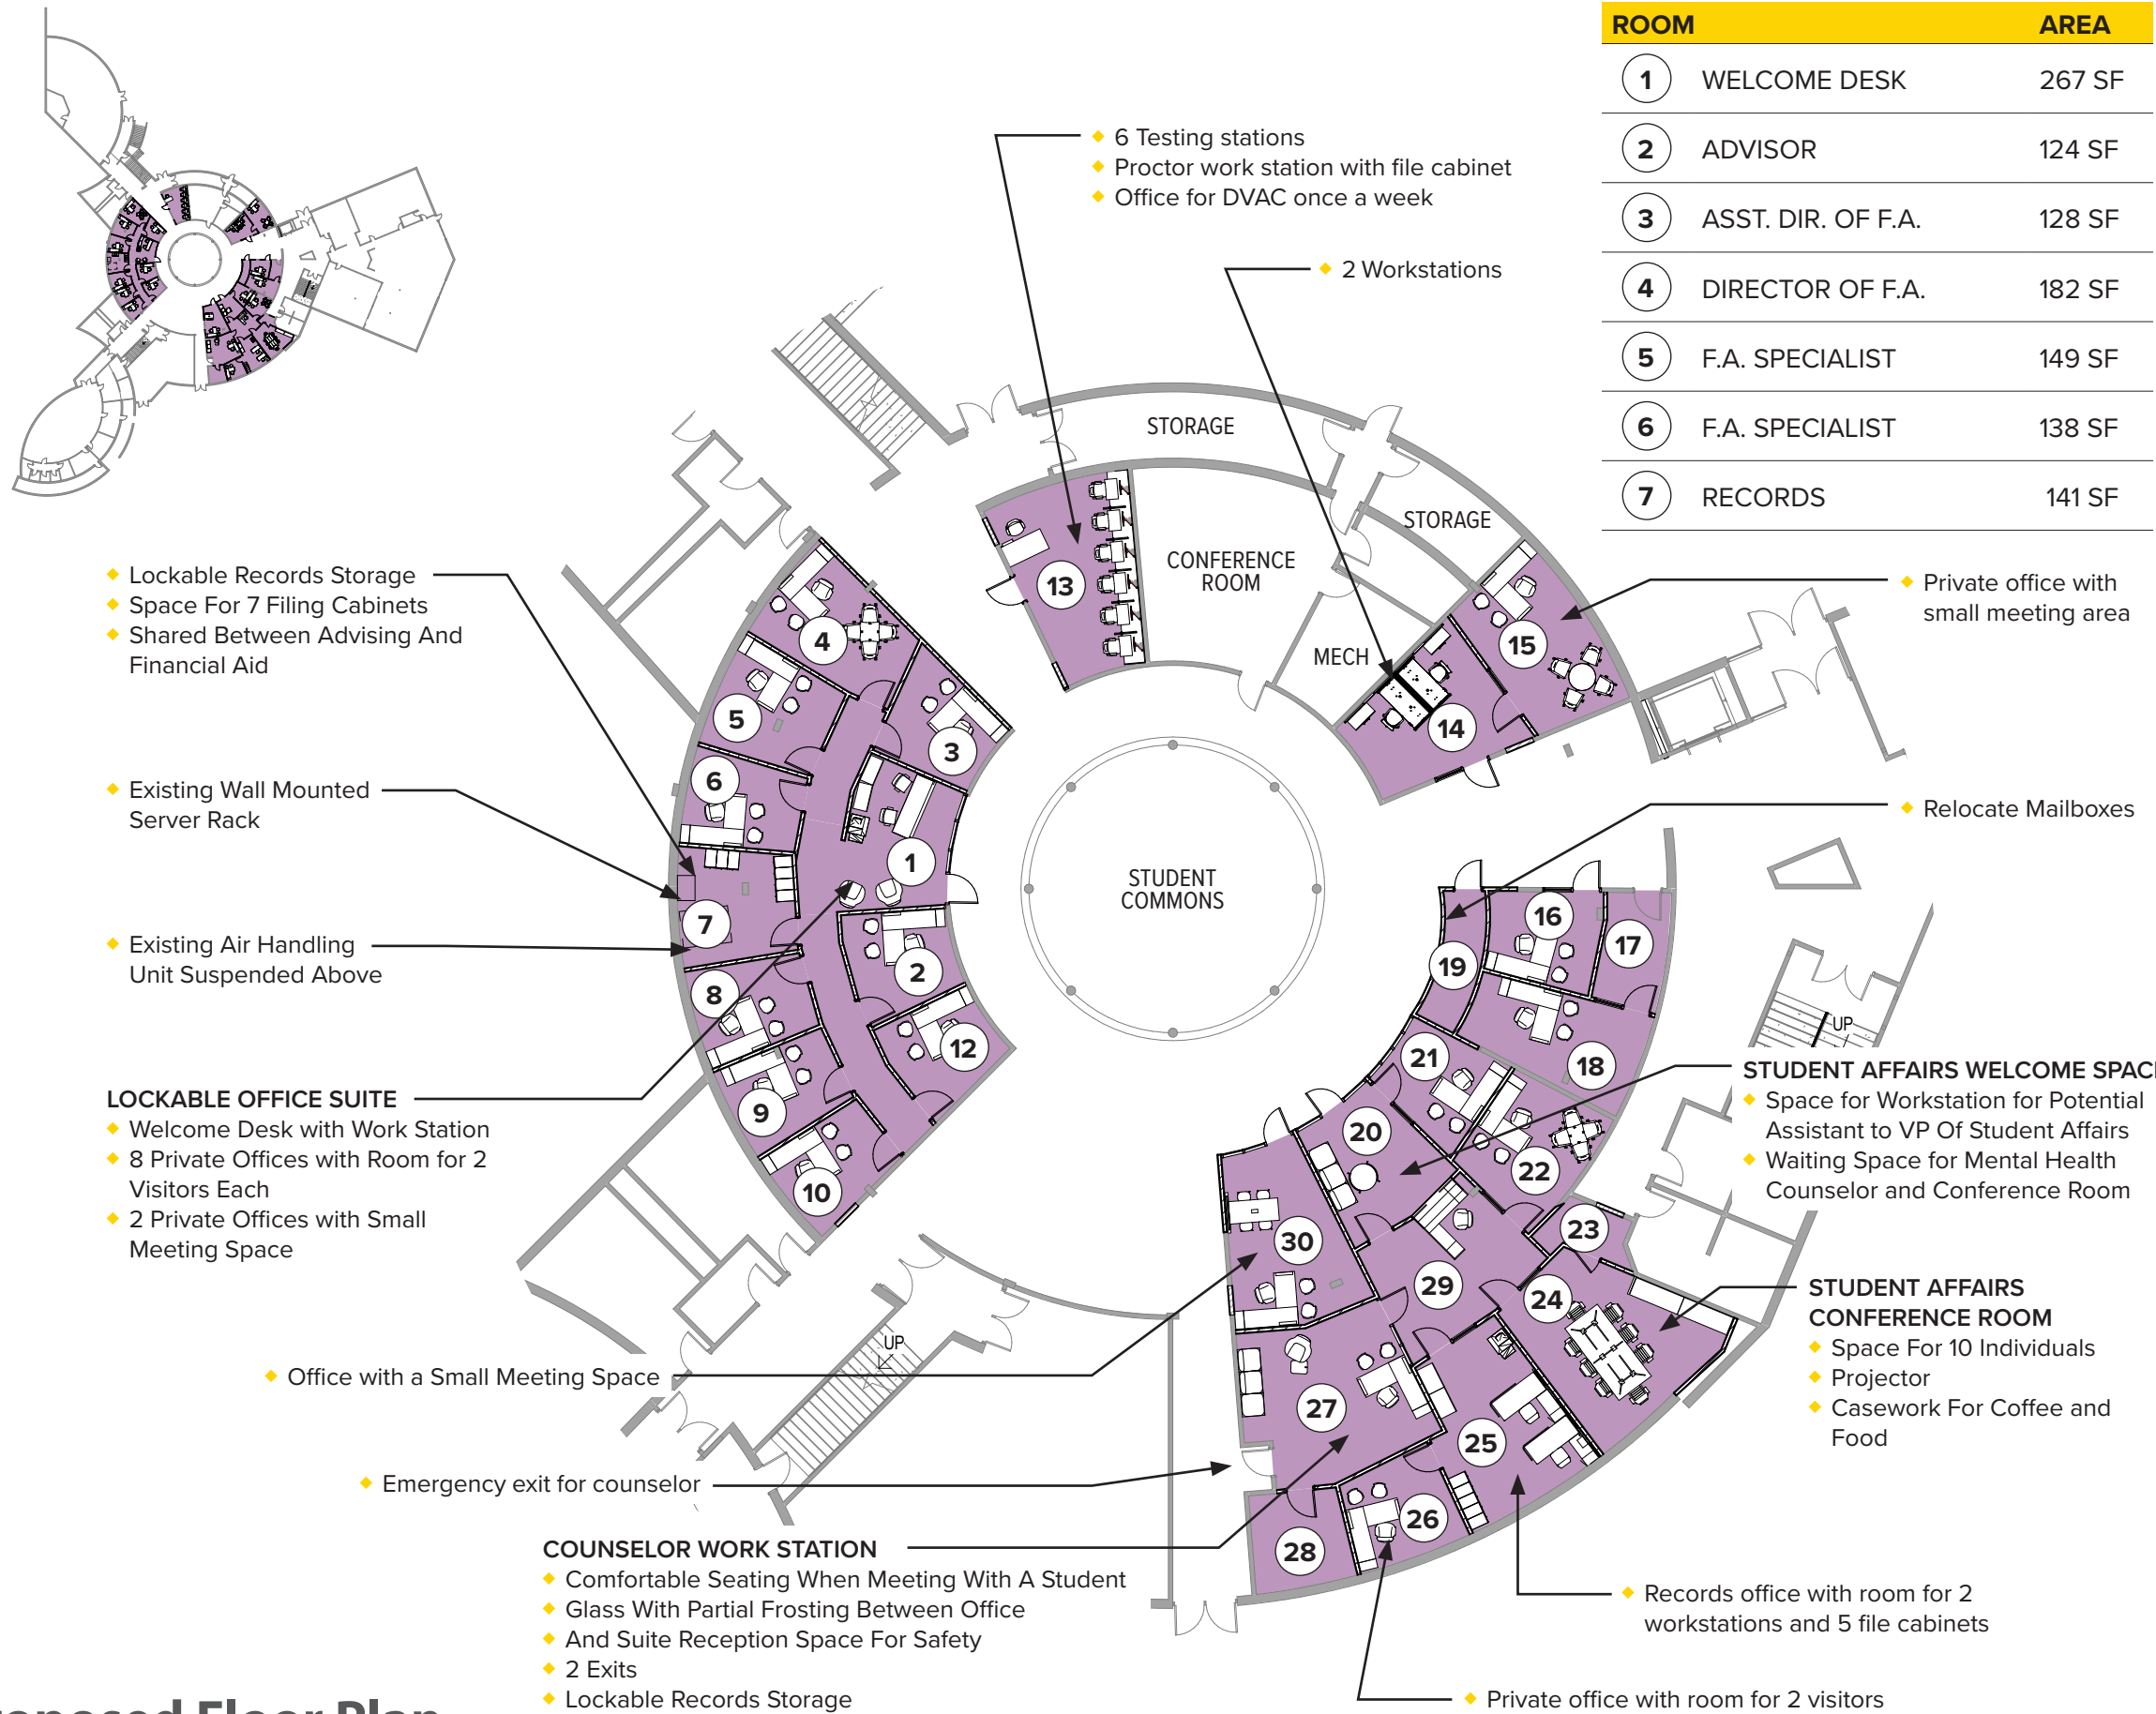 ROOM AREA
1 WELCOME DESK 267 SF
2 ADVISOR 124 SF
3 ASST. DIR. OF F.A. 128 SF
4 DIRECTOR OF F.A. 182 SF
5 F.A. SPECIALIST 149 SF
6 F.A. SPECIALIST 138 SF
7 RECORDS 141 SF
6 Testing stations
Proctor work station with file cabinet
Office for DVAC once a week
2 Workstations
STORAGE
STORAGE
CONFERENCE
ROOM
MECH
13
14
15
Private office with
small meeting area
Lockable Records Storage
Space For 7 Filing Cabinets
Shared Between Advising And
Financial Aid
Existing Wall Mounted
Server Rack
Existing Air Handling
Unit Suspended Above
LOCKABLE OFFICE SUITE
Welcome Desk with Work Station
8 Private Offices with Room for 2
Visitors Each
2 Private Offices with Small
Meeting Space
4
5
3
6
1
7
2
8
12
9
10
STUDENT
COMMONS
Relocate Mailboxes
16
17
19
18
21
20
22
23
30
29
24
27
25
26
28
UP
UP
STUDENT AFFAIRS WELCOME SPAC
Space for Workstation for Potential
Assistant to VP Of Student Affairs
Waiting Space for Mental Health
Counselor and Conference Room
STUDENT AFFAIRS
CONFERENCE ROOM
Space For 10 Individuals
Projector
Casework For Coffee and
Food
Office with a Small Meeting Space
Emergency exit for counselor
COUNSELOR WORK STATION
Comfortable Seating When Meeting With A Student
Glass With Partial Frosting Between Office
And Suite Reception Space For Safety
2 Exits
Lockable Records Storage
Records office with room for 2
workstations and 5 file cabinets
Private office with room for 2 visitors
oposed Floor Plan